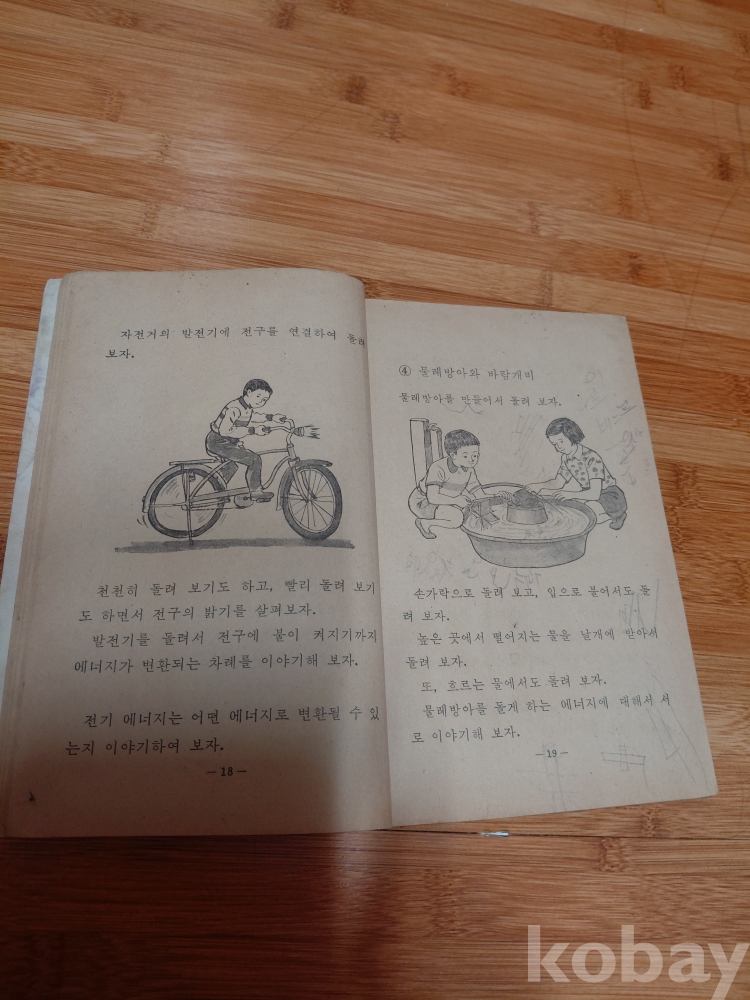 자전거의 발전기에 전구를 연결하여 돌려
보자.
천천히 돌려 보기도 하고, 빨리 돌려 보기
도 하면서 전구의 밝기를 살펴보자.
발전기를 돌려서 전구에 불이 켜지기까지
에너지가 변환되는 차례를 이야기해 보자.
전기 에너지는 어떤 에너지로 변환될 수 있
는지 이야기하여 보자.
—18—
④ 물레방아와 바람개비
물레방아를 만들어서 돌려 보자.
손가락으로 돌려 보고, 입으로 불어서도 돌
려 보자.
높은 곳에서 떨어지는 물을 날개에 받아서
돌려 보자.
또, 흐르는 물에서도 돌려 보자.
물레방아를 돌게 하는 에너지에 대해서 서
로 이야기해 보자.
—19—
kobay